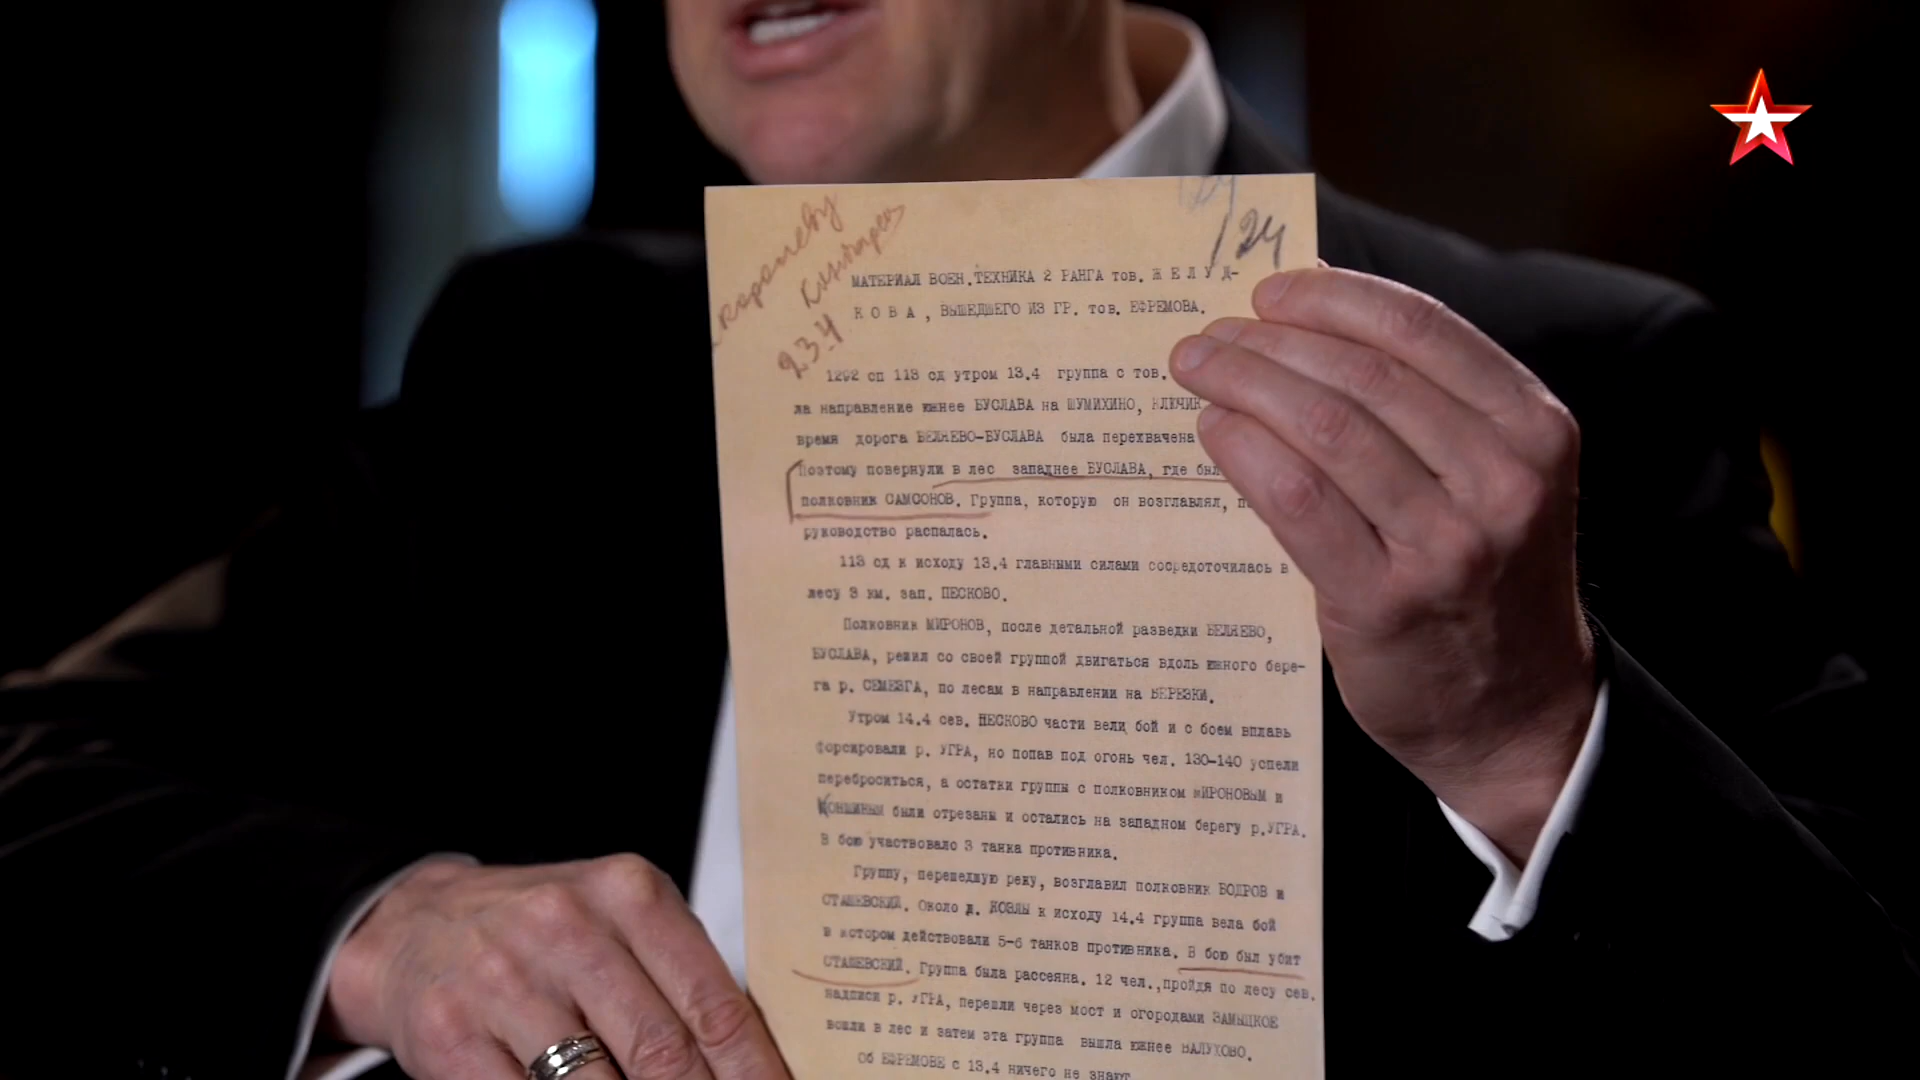 23.4
124
МАТЕРИАЛ ВОЕН.ТЕХНИКА 2 РАНГА тов. Ж Е Л У Д-
К О В А , ВЫШЕДШЕГО ИЗ ГР. тов. ЕФРЕМОВА.
1292 сп 113 сд утром 13.4 группа с тов.
ла направление южнее БУСЛАВА на ШУМИХИНО, КЛЮЧИК
время дорога БЕЛЯЕВО-БУСЛАВА была перехвачена
Поэтому повернули в лес западнее БУСЛАВА, где был
полковник САМСОНОВ. Группа, которую он возглавлял,
руководство распалась.
113 сд к исходу 13.4 главными силами сосредоточилась в
лесу 3 км. зап. ПЕСКОВО.
Полковник МИРОНОВ, после детальной разведки БЕЛЯЕВО,
БУСЛАВА, решил со своей группой двигаться вдоль южного бере-
га р. СЕМЕЗГА, по лесам в направлении на БЕРЕЗКИ.
Утром 14.4 сев. ПЕСКОВО части вели бой и с боем вплавь
форсировали р. УГРА, но попав под огонь чел. 130-140 успели
переброситься, а остатки группы с полковником МИРОНОВЫМ и
КОНШИНЫМ были отрезаны и остались на западном берегу р.УГРА.
В бою участвовало 3 танка противника.
Группу, перешедшую реку, возглавил полковник БОДРОВ и
СТАШЕВСКИЙ. Около д. КОЗЛЫ к исходу 14.4 группа вела бой
в котором действовали 5-6 танков противника. В бою был убит
СТАШЕВСКИЙ. Группа была рассеяна. 12 чел.,пройдя по лесу сев.
надписи р. УГРА, перешли через мост и огородами ЗАМЫЦКОЕ
вошли в лес и затем эта группа вышла южнее ВАЛУХОВО.
Об ЕФРЕМОВЕ с 13.4 ничего не знают